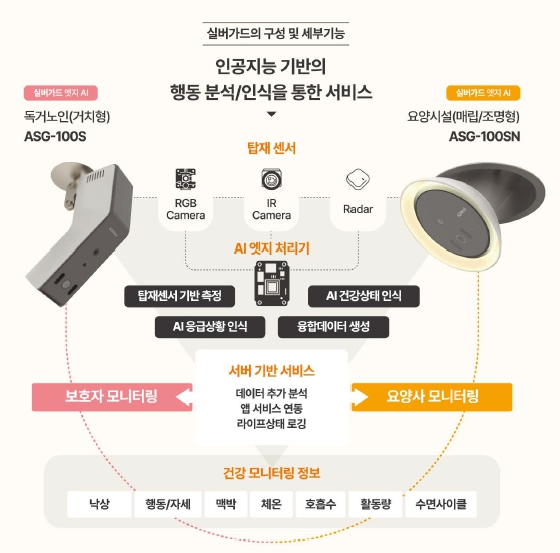 실버가드의 구성 및 세부기능
인공지능 기반의
행동 분석/인식을 통한 서비스
실버가드 엣지 AI
독거노인(거치형)
ASG-100S
실버가드 엣지 AI
요양시설(매립/조명형)
ASG-100SN
탑재 센서
RGB
Camera
IR
Camera
Radar
AI 엣지 처리기
탑재센서 기반 측정
AI 건강상태 인식
AI 응급상황 인식
융합데이터 생성
서버 기반 서비스
데이터 추가 분석
앱 서비스 연동
라이프상태 로깅
보호자 모니터링
요양사 모니터링
건강 모니터링 정보
낙상
행동/자세
맥박
체온
호흡수
활동량
수면사이클